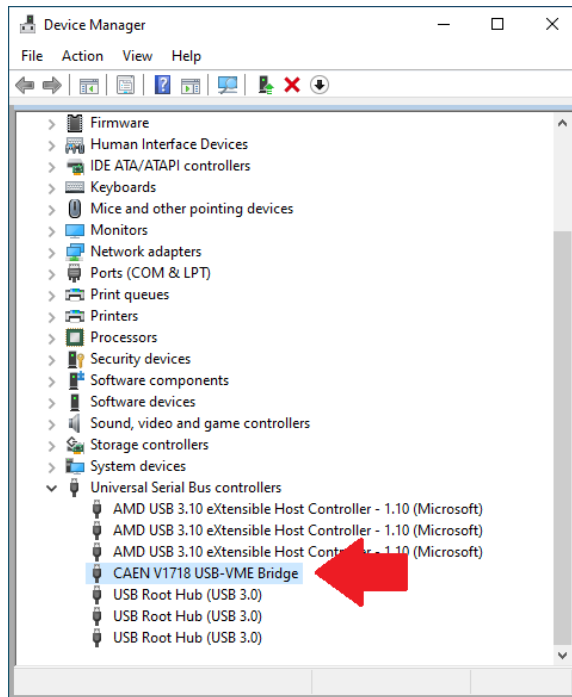 Device Manager
File Action View Help
Firmware
Human Interface Devices
IDE ATA/ATAPI controllers
Keyboards
Mice and other pointing devices
Monitors
Network adapters
Ports (COM & LPT)
Print queues
Printers
Processors
Security devices
Software components
Software devices
Sound, video and game controllers
Storage controllers
System devices
Universal Serial Bus controllers
AMD USB 3.10 eXtensible Host Controller - 1.10 (Microsoft)
AMD USB 3.10 eXtensible Host Controller - 1.10 (Microsoft)
AMD USB 3.10 eXtensible Host Controller - 1.10 (Microsoft)
CAEN V1718 USB-VME Bridge
USB Root Hub (USB 3.0)
USB Root Hub (USB 3.0)
USB Root Hub (USB 3.0)